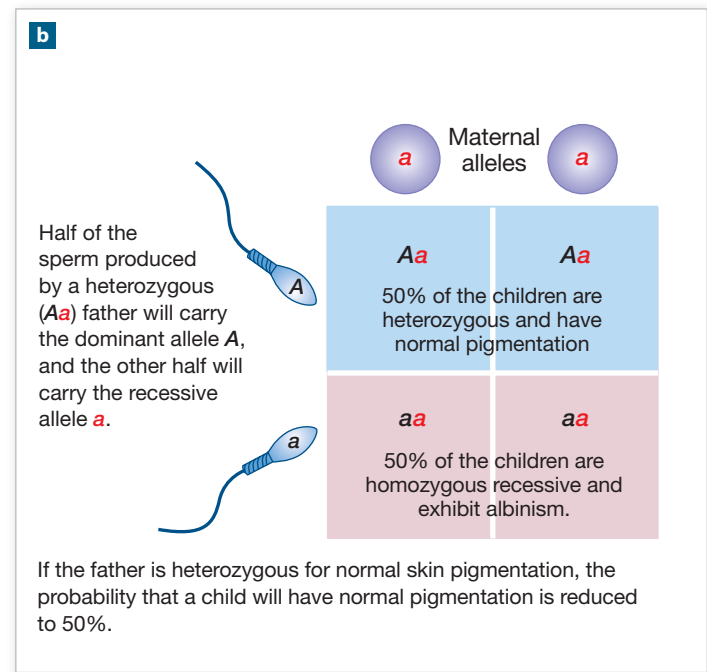 b
Maternal
alleles
a
a
Half of the
sperm produced
by a heterozygous
(Aa) father will carry
the dominant allele A,
and the other half will
carry the recessive
allele a.
A
a
Aa Aa
50% of the children are
heterozygous and have
normal pigmentation
aa aa
50% of the children are
homozygous recessive and
exhibit albinism.
If the father is heterozygous for normal skin pigmentation, the
probability that a child will have normal pigmentation is reduced
to 50%.